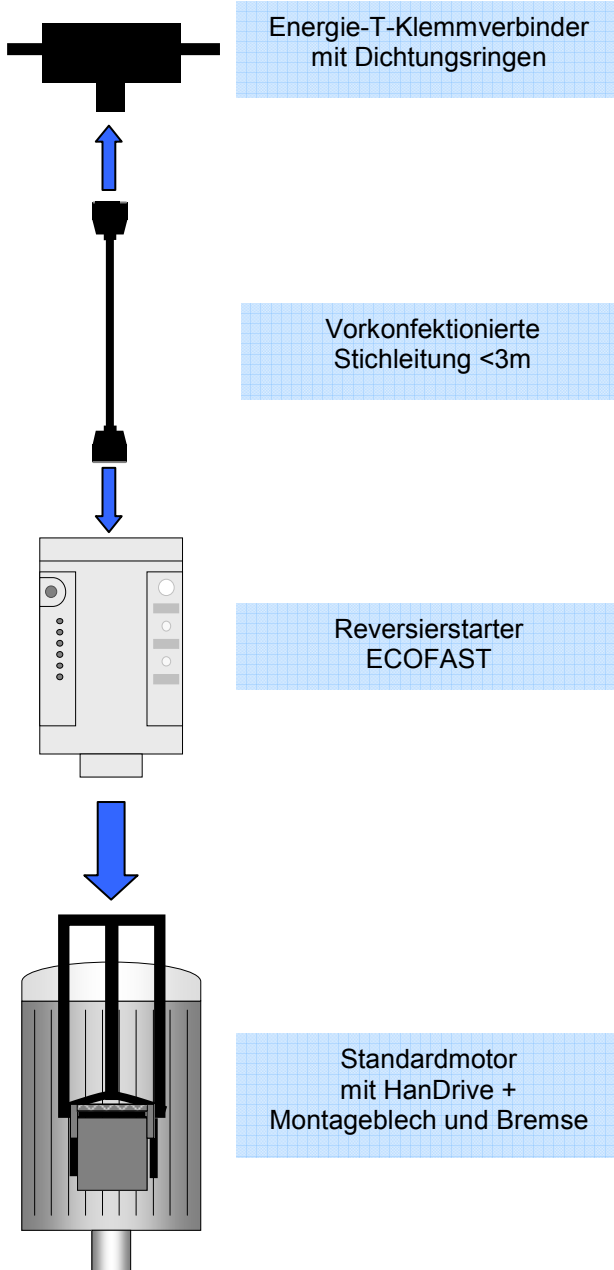 Energie-T-Klemmverbinder
mit Dichtungsringen
Vorkonfektionierte
Stichleitung <3m
Reversierstarter
ECOFAST
Standardmotor
mit HanDrive +
Montageblech und Bremse